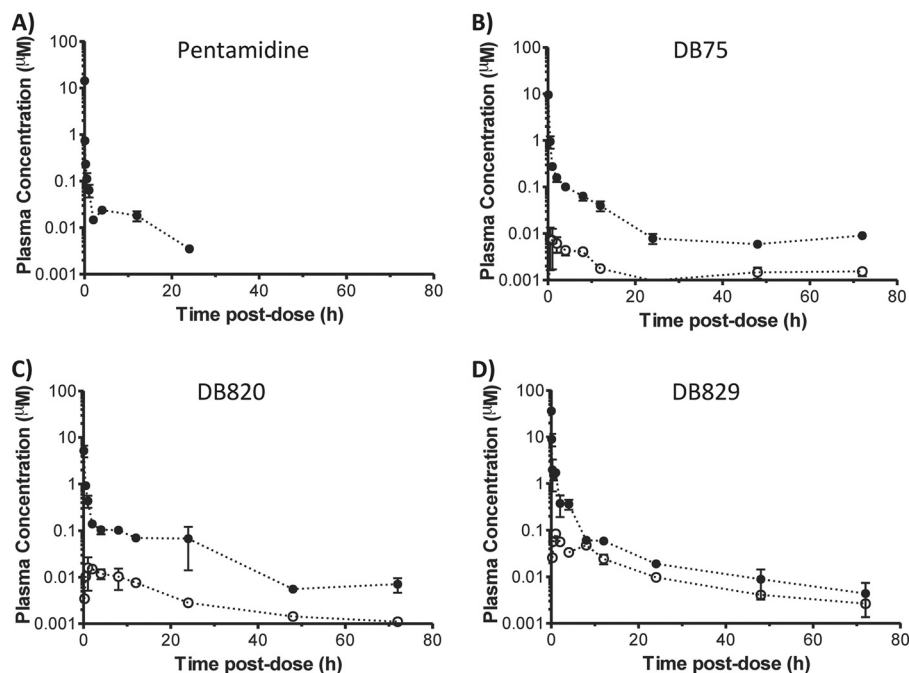 A)
Pentamidine
Plasma Concentration (µM)
100
10
1
0.1
0.01
0.001
0 20 40 60 80
Time post-dose (h)
B)
DB75
Plasma Concentration (µM)
100
10
1
0.1
0.01
0.001
0 20 40 60 80
Time post-dose (h)
C)
DB820
Plasma Concentration (µM)
100
10
1
0.1
0.01
0.001
0 20 40 60 80
Time post-dose (h)
D)
DB829
Plasma Concentration (µM)
100
10
1
0.1
0.01
0.001
0 20 40 60 80
Time post-dose (h)